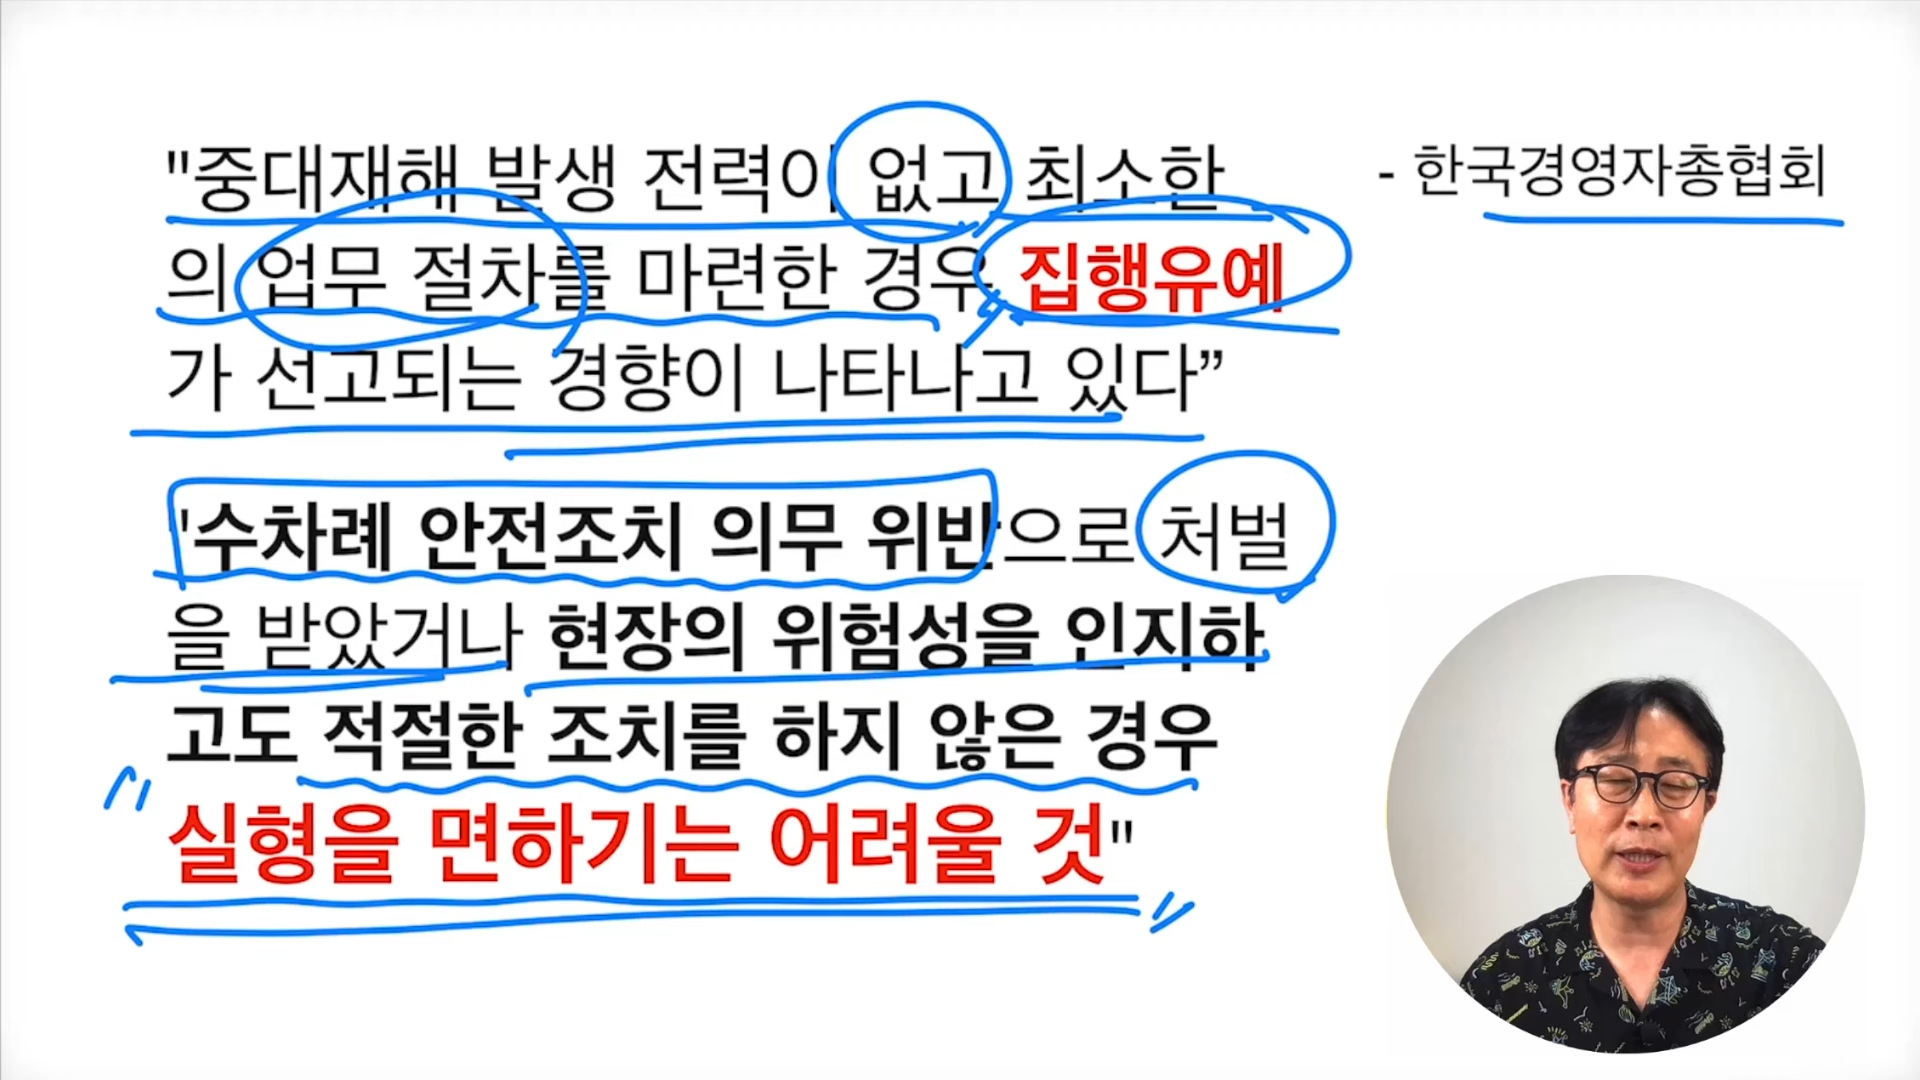 "중대재해 발생 전력이 없고 최소한
의 업무 절차를 마련한 경우 집행유예
가 선고되는 경향이 나타나고 있다”
- 한국경영자총협회
"수차례 안전조치 의무 위반으로 처벌
을 받았거나 현장의 위험성을 인지하
고도 적절한 조치를 하지 않은 경우
실형을 면하기는 어려울 것"